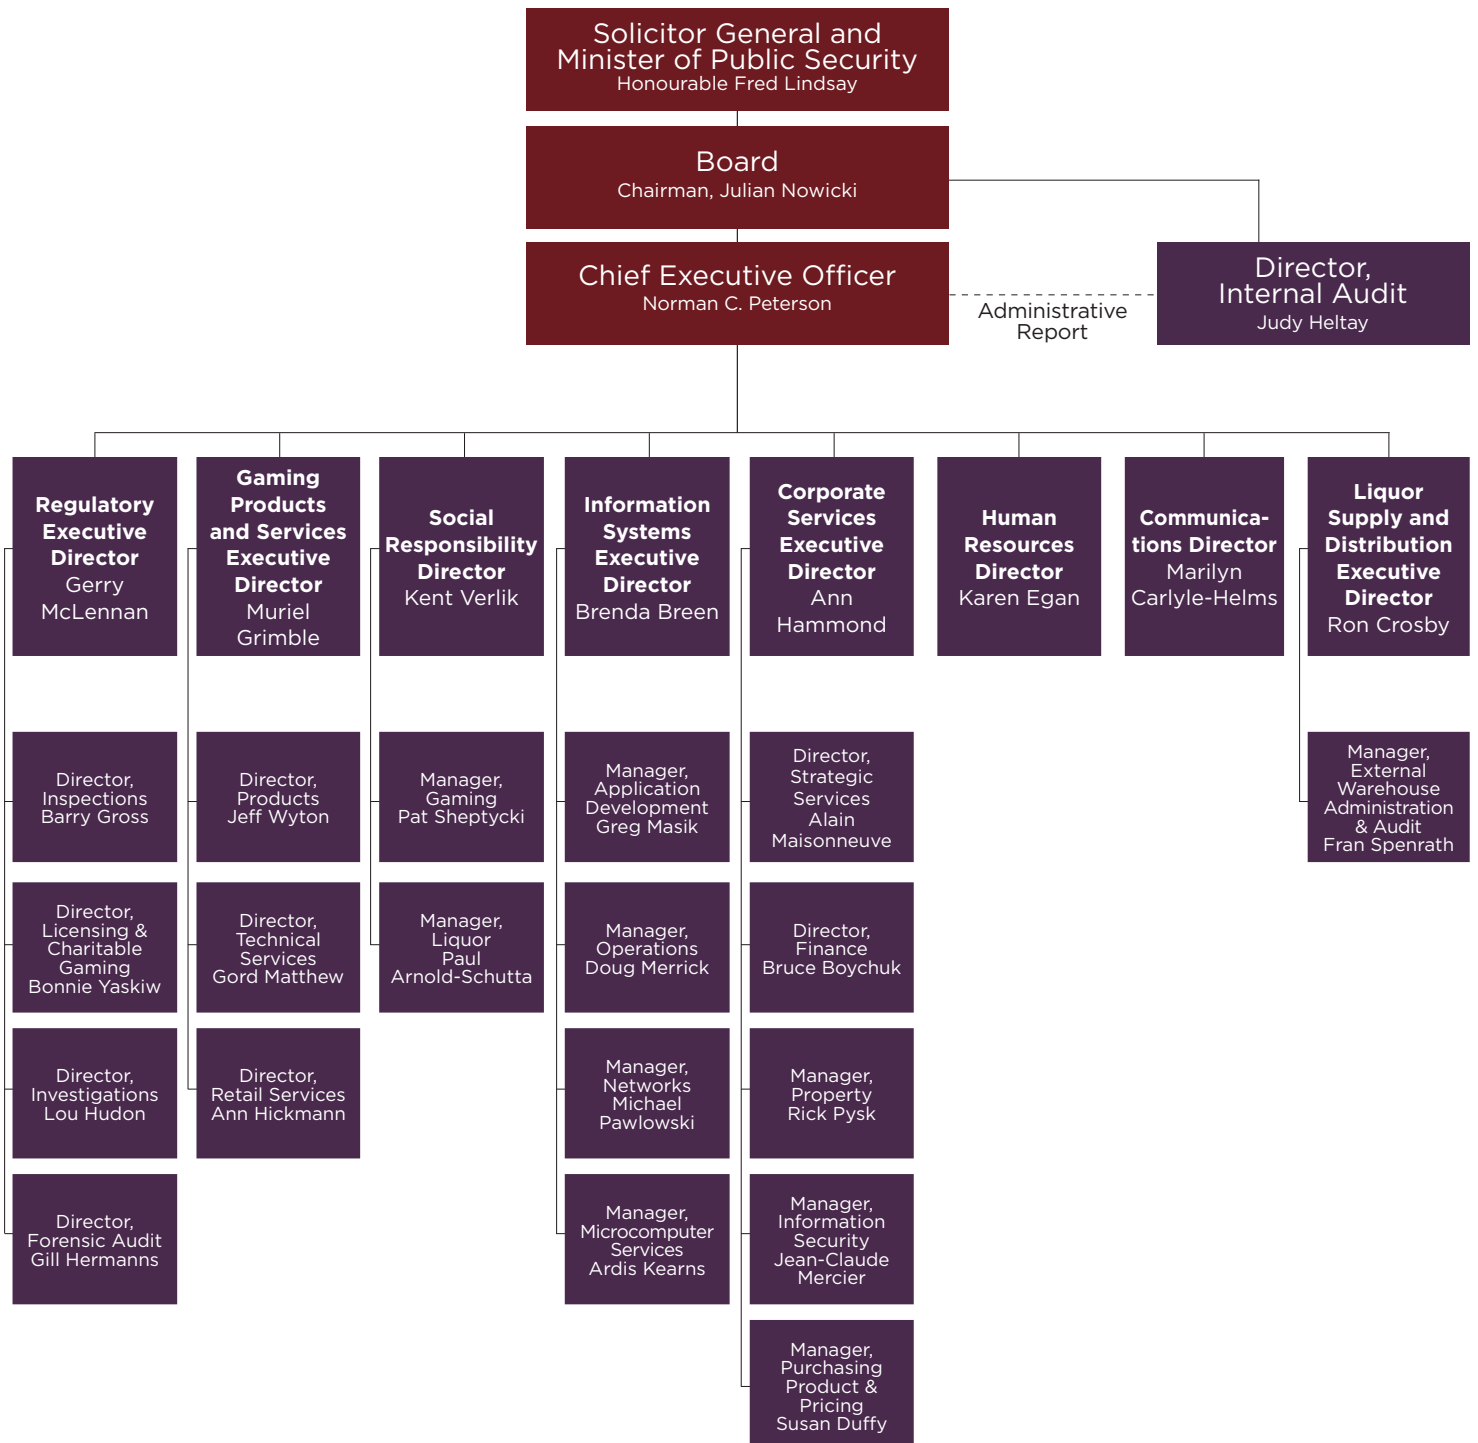 Solicitor General and
Minister of Public Security
Honourable Fred Lindsay
Board
Chairman, Julian Nowicki
Chief Executive Officer
Norman C. Peterson
Administrative
Report
Director,
Internal Audit
Judy Heltay
Regulatory
Executive
Director
Gerry
McLennan
Gaming
Products
and Services
Executive
Director
Muriel
Grimble
Social
Responsibility
Director
Kent Verlik
Information
Systems
Executive
Director
Brenda Breen
Corporate
Services
Executive
Director
Ann
Hammond
Human
Resources
Director
Karen Egan
Communica-
tions Director
Marilyn
Carlyle-Helms
Liquor
Supply and
Distribution
Executive
Director
Ron Crosby
Director,
Inspections
Barry Gross
Director,
Products
Jeff Wyton
Manager,
Gaming
Pat Sheptycki
Manager,
Application
Development
Greg Masik
Director,
Strategic
Services
Alain
Maisonneuve
Manager,
External
Warehouse
Administration
& Audit
Fran Spenrath
Director,
Licensing &
Charitable
Gaming
Bonnie Yaskiw
Director,
Technical
Services
Gord Matthew
Manager,
Liquor
Paul
Arnold-Schutta
Manager,
Operations
Doug Merrick
Director,
Finance
Bruce Boychuk
Director,
Investigations
Lou Hudon
Director,
Retail Services
Ann Hickmann
Manager,
Networks
Michael
Pawlowski
Manager,
Property
Rick Pysk
Director,
Forensic Audit
Gill Hermanns
Manager,
Microcomputer
Services
Ardis Kearns
Manager,
Information
Security
Jean-Claude
Mercier
Manager,
Purchasing
Product &
Pricing
Susan Duffy